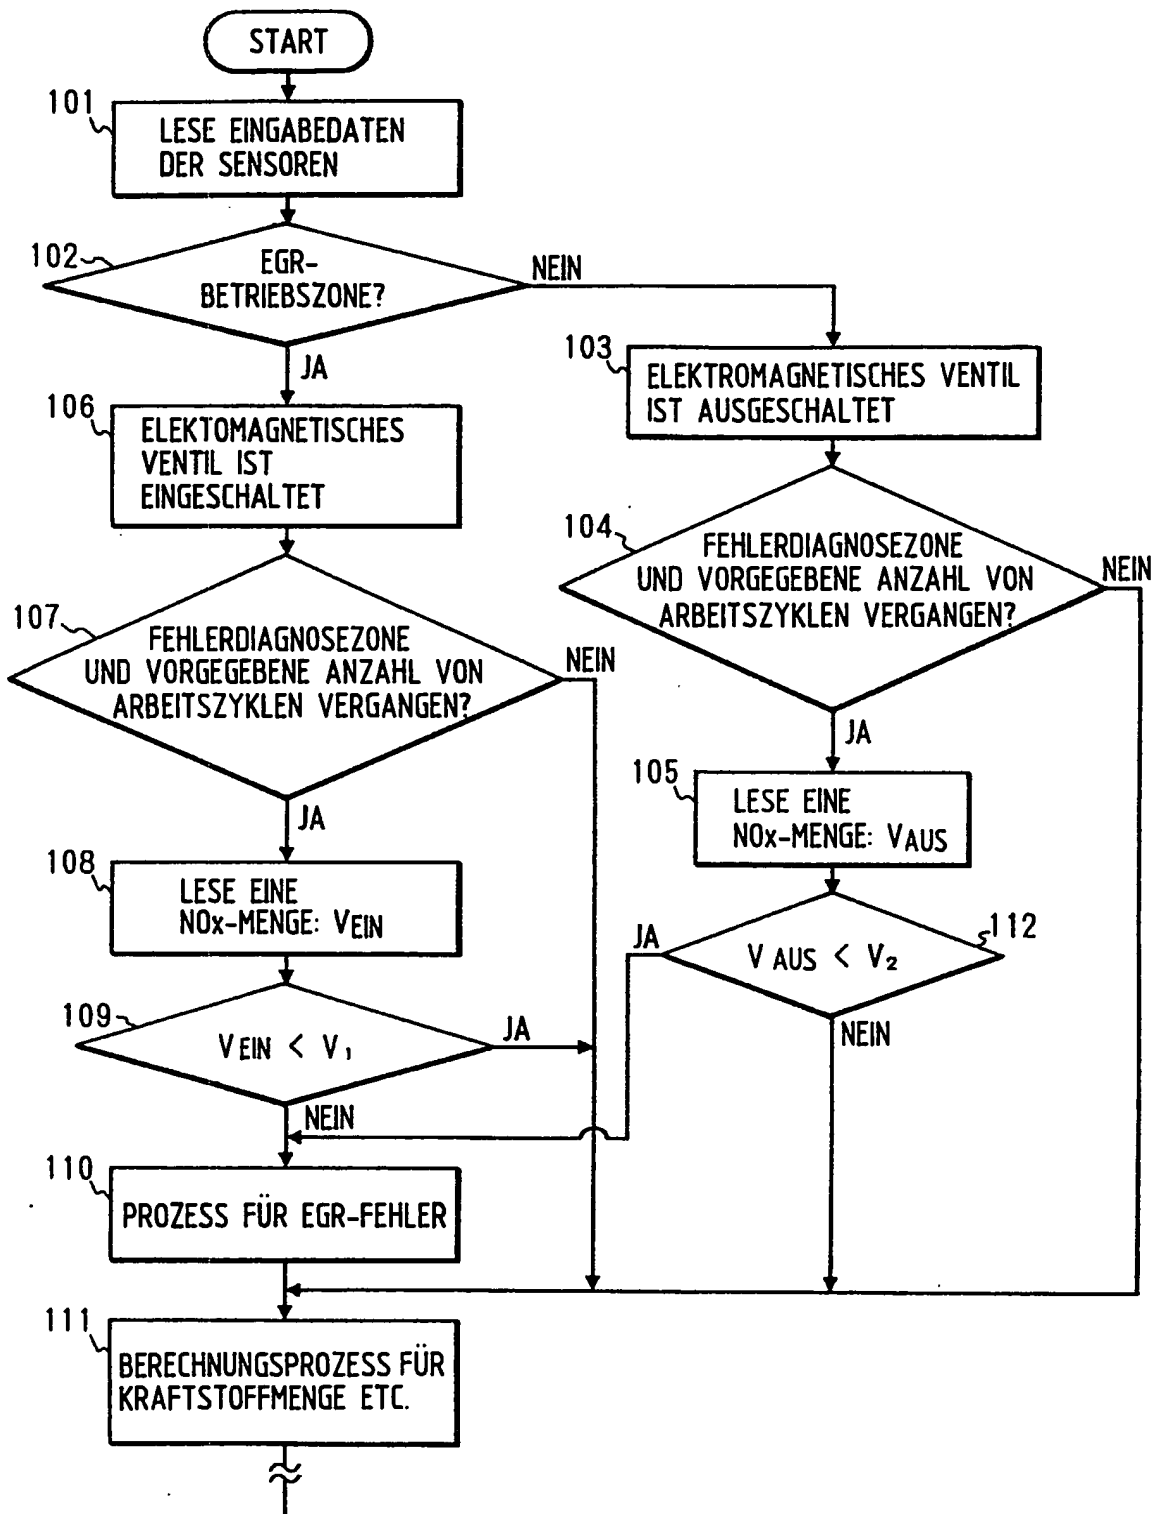 START
101
LESE EINGABEDATEN
DER SENSOREN
102
EGR-
BETRIEBSZONE?
NEIN
JA
103
ELEKTROMAGNETISCHES VENTIL
IST AUSGESCHALTET
106
ELEKTOMAGNETISCHES
VENTIL IST
EINGESCHALTET
104
FEHLERDIAGNOSEZONE
UND VORGEGEBENE ANZAHL VON
ARBEITSZYKLEN VERGANGEN?
NEIN
JA
107
FEHLERDIAGNOSEZONE
UND VORGEGEBENE ANZAHL VON
ARBEITSZYKLEN VERGANGEN?
NEIN
JA
105
LESE EINE
NOx-MENGE: VAUS
108
LESE EINE
NOx-MENGE: VEIN
112
JA
V AUS < V₂
NEIN
109
VEIN < V₁
JA
NEIN
110
PROZESS FÜR EGR-FEHLER
111
BERECHNUNGSPROZESS FÜR
KRAFTSTOFFMENGE ETC.